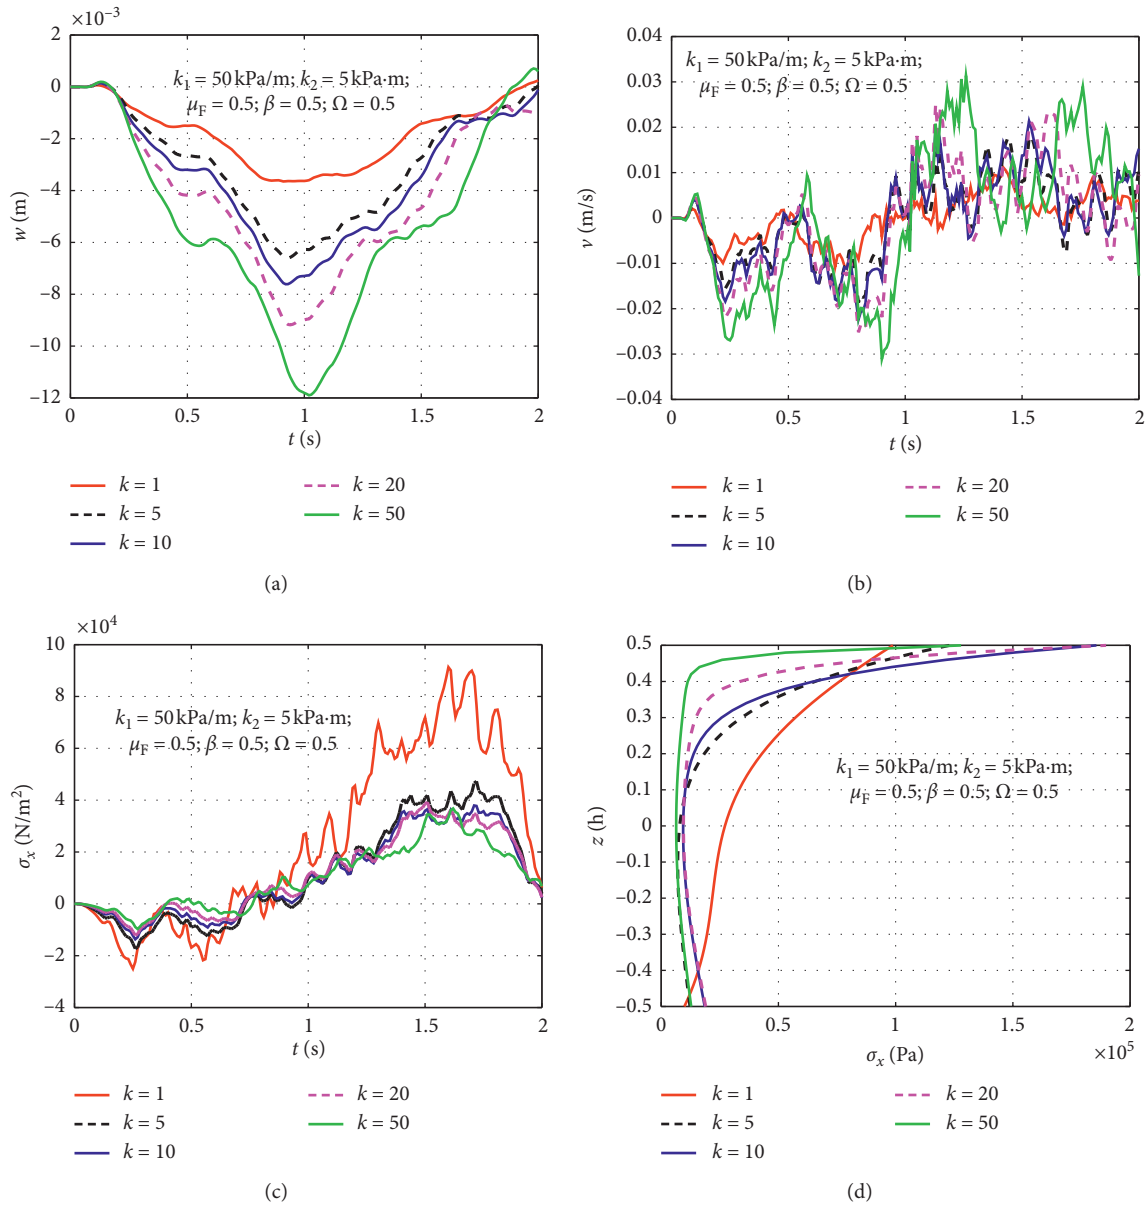 ×10⁻³
2
0
−2
−4
−6
−8
−10
−12
w (m)
k₁ = 50 kPa/m; k₂ = 5 kPa·m;
μF = 0.5; β = 0.5; Ω = 0.5
0 0.5 1 1.5 2
t (s)
k = 1
k = 5
k = 10
k = 20
k = 50
(a)
0.04
0.03
0.02
0.01
0
−0.01
−0.02
−0.03
−0.04
v (m/s)
k₁ = 50 kPa/m; k₂ = 5 kPa·m;
μF = 0.5; β = 0.5; Ω = 0.5
0 0.5 1 1.5 2
t (s)
k = 1
k = 5
k = 10
k = 20
k = 50
(b)
×10⁴
10
8
6
4
2
0
−2
−4
σₓ (N/m²)
k₁ = 50 kPa/m; k₂ = 5 kPa·m;
μF = 0.5; β = 0.5; Ω = 0.5
0 0.5 1 1.5 2
t (s)
k = 1
k = 5
k = 10
k = 20
k = 50
(c)
0.5
0.4
0.3
0.2
0.1
0
−0.1
−0.2
−0.3
−0.4
−0.5
z (h)
k₁ = 50 kPa/m; k₂ = 5 kPa·m;
μF = 0.5; β = 0.5; Ω = 0.5
0 0.5 1 1.5 2
σₓ (Pa)
×10⁵
k = 1
k = 5
k = 10
k = 20
k = 50
(d)